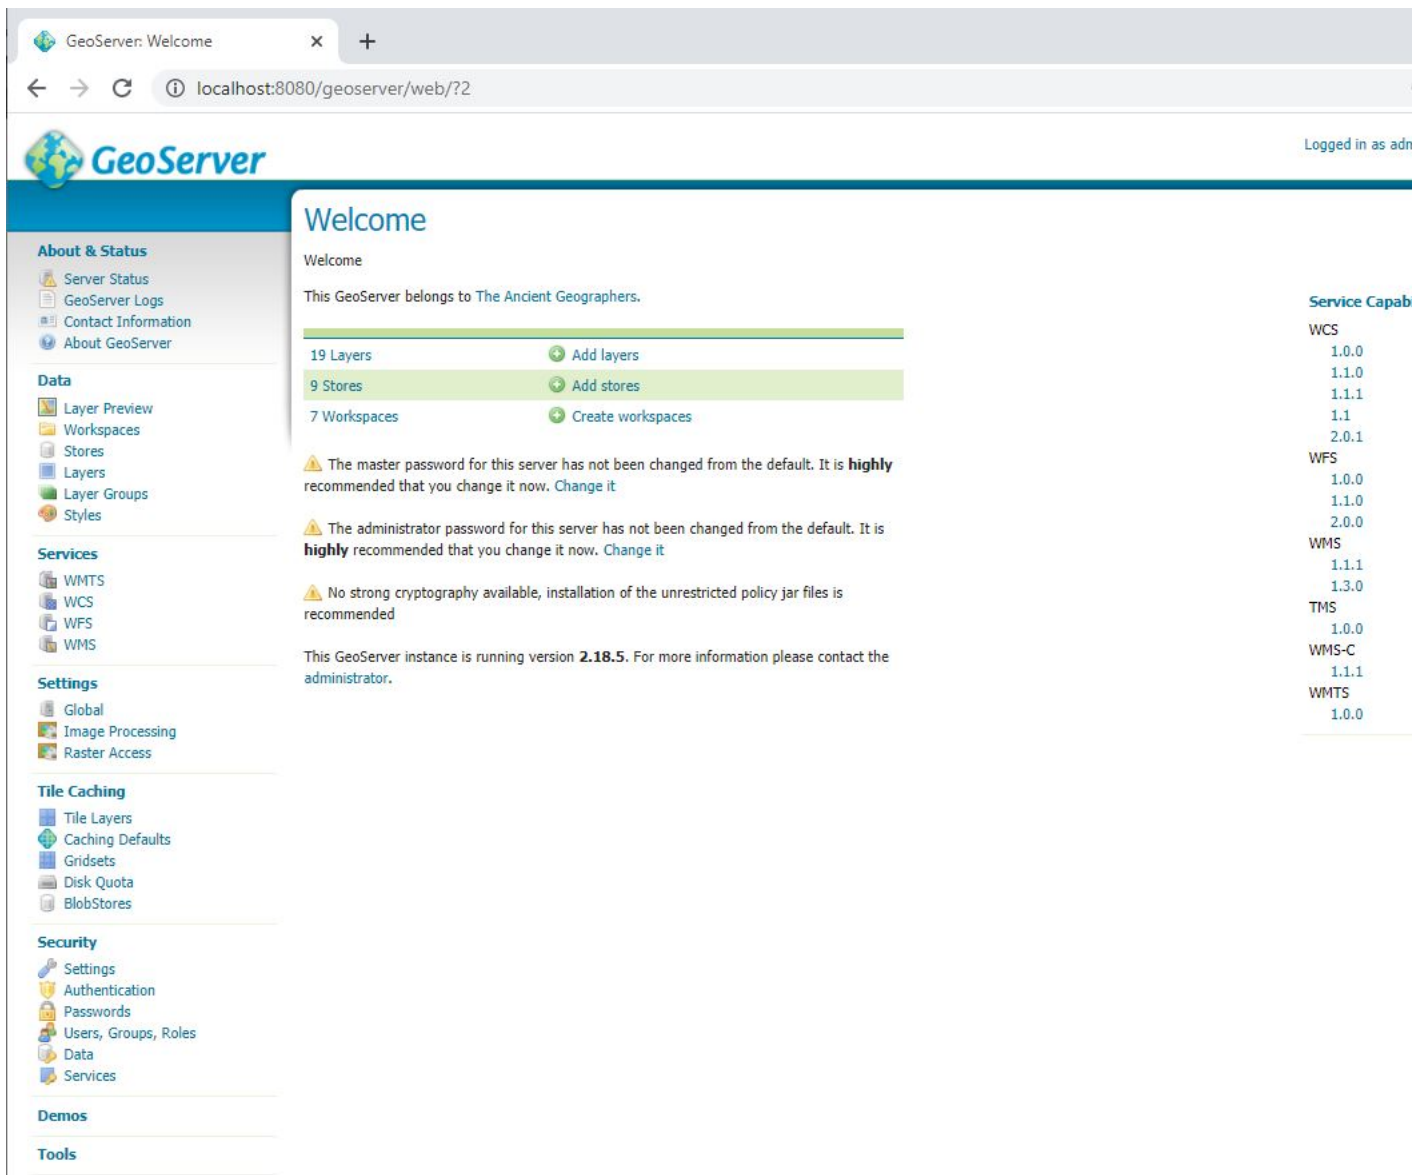 GeoServer: Welcome
localhost:8080/geoserver/web/?2
GeoServer
Logged in as
Welcome
About & Status
Server Status
GeoServer Logs
Contact Information
About GeoServer
Data
Layer Preview
Workspaces
Stores
Layers
Layer Groups
Styles
Services
WMTS
WCS
WFS
WMS
Settings
Global
Image Processing
Raster Access
Tile Caching
Tile Layers
Caching Defaults
Gridsets
Disk Quota
BlobStores
Security
Settings
Authentication
Passwords
Users, Groups, Roles
Data
Services
Demos
Tools
Welcome
This GeoServer belongs to The Ancient Geographers.
19 Layers Add layers
9 Stores Add stores
7 Workspaces Create workspaces
The master password for this server has not been changed from the default. It is highly
recommended that you change it now. Change it
The administrator password for this server has not been changed from the default. It is
highly recommended that you change it now. Change it
No strong cryptography available, installation of the unrestricted policy jar files is
recommended
This GeoServer instance is running version 2.18.5. For more information please contact the
administrator.
Service
WCS
1.0.0
1.1.0
1.1.1
1.1
2.0.1
WFS
1.0.0
1.1.0
2.0.0
WMS
1.1.1
1.3.0
TMS
1.0.0
WMS-C
1.1.1
WMTS
1.0.0